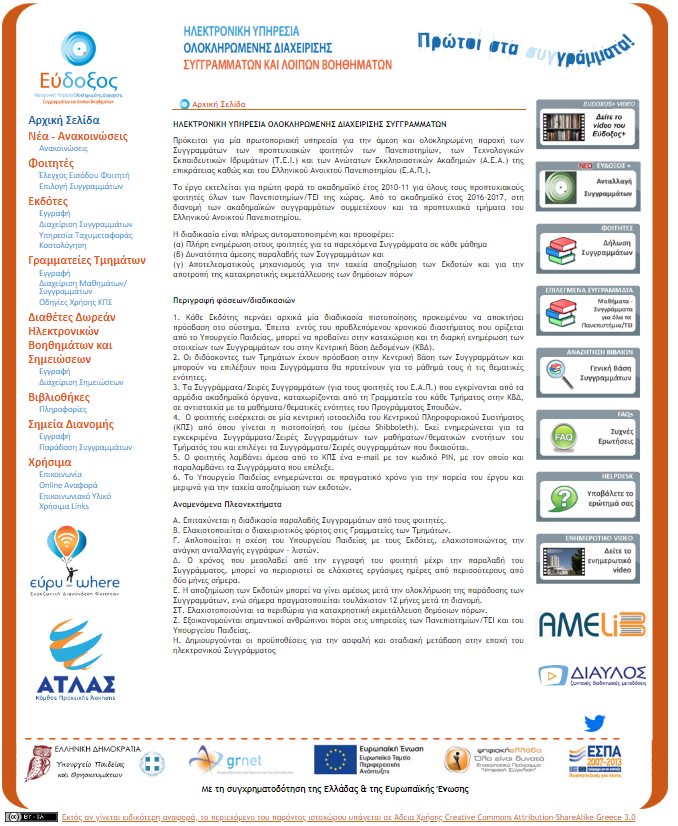 Εύδοξος
Ηλεκτρονική Υπηρεσία Ολοκληρωμένης Διαχείρισης
Συγγραμμάτων και Λοιπών Βοηθημάτων
ΗΛΕΚΤΡΟΝΙΚΗ ΥΠΗΡΕΣΙΑ
ΟΛΟΚΛΗΡΩΜΕΝΗΣ ΔΙΑΧΕΙΡΙΣΗΣ
ΣΥΓΓΡΑΜΜΑΤΩΝ ΚΑΙ ΛΟΙΠΩΝ ΒΟΗΘΗΜΑΤΩΝ
Πρώτοι στα συγγράμματα!
Αρχική Σελίδα
Νέα - Ανακοινώσεις
Ανακοινώσεις
Φοιτητές
Έλεγχος Εισόδου Φοιτητή
Επιλογή Συγγραμμάτων
Εκδότες
Εγγραφή
Διαχείριση Συγγραμμάτων
Υπηρεσία Ταχυμεταφοράς
Κοστολόγηση
Γραμματείες Τμημάτων
Εγγραφή
Διαχείριση Μαθημάτων/
Συγγραμμάτων
Οδηγίες Χρήσης ΚΠΣ
Διαθέτες Δωρεάν
Ηλεκτρονικών
Βοηθημάτων και
Σημειώσεων
Εγγραφή
Διαχείριση Σημειώσεων
Βιβλιοθήκες
Πληροφορίες
Σημεία Διανομής
Εγγραφή
Παράδοση Συγγραμμάτων
Χρήσιμα
Επικοινωνία
Online Αναφορά
Επικοινωνιακό Υλικό
Χρήσιμα Links
εύρυ where
Ευρυζωνική Διασύνδεση Φοιτητών
ΑΤΛΑΣ
Κόμβος Πρακτικής Άσκησης
Αρχική Σελίδα
ΗΛΕΚΤΡΟΝΙΚΗ ΥΠΗΡΕΣΙΑ ΟΛΟΚΛΗΡΩΜΕΝΗΣ ΔΙΑΧΕΙΡΙΣΗΣ ΣΥΓΓΡΑΜΜΑΤΩΝ
Πρόκειται για μία πρωτοποριακή υπηρεσία για την άμεση και ολοκληρωμένη παροχή των
Συγγραμμάτων των προπτυχιακών φοιτητών των Πανεπιστημίων, των Τεχνολογικών
Εκπαιδευτικών Ιδρυμάτων (Τ.Ε.Ι.) και των Ανώτατων Εκκλησιαστικών Ακαδημιών (Α.Ε.Α.) της
επικράτειας καθώς και του Ελληνικού Ανοιχτού Πανεπιστημίου (Ε.Α.Π.).
Το έργο εκτελείται για πρώτη φορά το ακαδημαϊκό έτος 2010-11 για όλους τους προπτυχιακούς
φοιτητές όλων των Πανεπιστημίων/ΤΕΙ της χώρας. Από το ακαδημαϊκό έτος 2016-2017, στη
διανομή των ακαδημαϊκών συγγραμμάτων συμμετέχουν και τα προπτυχιακά τμήματα του
Ελληνικού Ανοικτού Πανεπιστημίου.
Η διαδικασία είναι πλήρως αυτοματοποιημένη και προσφέρει:
(α) Πλήρη ενημέρωση στους φοιτητές για τα παρεχόμενα Συγγράμματα σε κάθε μάθημα
(β) Δυνατότητα άμεσης παραλαβής των Συγγραμμάτων και
(γ) Αποτελεσματικούς μηχανισμούς για την ταχεία αποζημίωση των Εκδοτών και για την
αποτροπή της καταχρηστικής εκμετάλλευσης των δημόσιων πόρων
Περιγραφή φάσεων/διαδικασιών
1. Κάθε Εκδότης περνάει αρχικά μία διαδικασία πιστοποίησης προκειμένου να αποκτήσει
πρόσβαση στο σύστημα. Έπειτα εντός του προβλεπόμενου χρονικού διαστήματος που ορίζεται
από το Υπουργείο Παιδείας, μπορεί να προβαίνει στην καταχώριση και τη διαρκή ενημέρωση των
στοιχείων των Συγγραμμάτων του στην Κεντρική Βάση Δεδομένων (ΚΒΔ).
2. Οι διδάσκοντες των Τμημάτων έχουν πρόσβαση στην Κεντρική Βάση των Συγγραμμάτων και
μπορούν να επιλέξουν ποια Συγγράμματα θα προτείνουν για το μάθημά τους ή τις θεματικές
ενότητες.
3. Τα Συγγράμματα/Σειρές Συγγραμμάτων (για τους φοιτητές του Ε.Α.Π.) που εγκρίνονται από τα
αρμόδια ακαδημαϊκά όργανα, καταχωρίζονται από τη Γραμματεία του κάθε Τμήματος στην ΚΒΔ,
σε αντιστοιχία με τα μαθήματα/θεματικές ενότητες του Προγράμματος Σπουδών.
4. Ο φοιτητής εισέρχεται σε μία κεντρική ιστοσελίδα του Κεντρικού Πληροφοριακού Συστήματος
(ΚΠΣ) από όπου γίνεται η πιστοποίησή του (μέσω Shibboleth). Εκεί ενημερώνεται για τα
εγκεκριμένα Συγγράμματα/Σειρές Συγγραμμάτων των μαθημάτων/θεματικών ενοτήτων του
Τμήματός του και επιλέγει τα Συγγράμματα/Σειρές συγγραμμάτων που δικαιούται.
5. Ο φοιτητής λαμβάνει άμεσα από το ΚΠΣ ένα e-mail με τον κωδικό PIN, με τον οποίο και
παραλαμβάνει τα Συγγράμματα που επέλεξε.
6. Το Υπουργείο Παιδείας ενημερώνεται σε πραγματικό χρόνο για την πορεία του έργου και
μεριμνά για την ταχεία αποζημίωση των εκδοτών.
Αναμενόμενα Πλεονεκτήματα
Α. Επιταχύνεται η διαδικασία παραλαβής Συγγραμμάτων από τους φοιτητές.
Β. Ελαχιστοποιείται ο διαχειριστικός φόρτος στις Γραμματείες των Τμημάτων.
Γ. Απλοποιείται η σχέση του Υπουργείου Παιδείας με τους Εκδότες, ελαχιστοποιώντας την
ανάγκη ανταλλαγής εγγράφων - λιστών.
Δ. Ο χρόνος που μεσολαβεί από την εγγραφή του φοιτητή μέχρι την παραλαβή του
Συγγράμματος, μπορεί να περιοριστεί σε ελάχιστες εργάσιμες ημέρες από περισσότερους από
δύο μήνες σήμερα.
Ε. Η αποζημίωση των Εκδοτών μπορεί να γίνει αμέσως μετά την ολοκλήρωση της παράδοσης των
Συγγραμμάτων, ενώ σήμερα πραγματοποιείται τουλάχιστον 12 μήνες μετά τη διανομή.
ΣΤ. Ελαχιστοποιούνται τα περιθώρια για καταχρηστική εκμετάλλευση δημόσιων πόρων.
Ζ. Εξοικονομούνται σημαντικοί ανθρώπινοι πόροι στις υπηρεσίες των Πανεπιστημίων/ΤΕΙ και του
Υπουργείου Παιδείας.
Η. Δημιουργούνται οι προϋποθέσεις για την ασφαλή και σταδιακή μετάβαση στην εποχή του
ηλεκτρονικού Συγγράμματος
EUDOXUS+ VIDEO
Δείτε το
video του
Εύδοξος+
ΝΕΟ ΕΥΔΟΞΟΣ +
Ανταλλαγή
Συγγραμμάτων
ΦΟΙΤΗΤΕΣ
Δήλωση
Συγγραμμάτων
ΕΠΙΛΕΓΜΕΝΑ ΣΥΓΓΡΑΜΜΑΤΑ
Μαθήματα -
Συγγράμματα
για όλα τα
Πανεπιστήμια/ΤΕΙ
ΑΝΑΖΗΤΗΣΗ ΒΙΒΛΙΩΝ
Γενική Βάση
Συγγραμμάτων
FAQs
FAQ
Συχνές
Ερωτήσεις
HELPDESK
Υποβάλετε το
ερώτημά σας
ΕΝΗΜΕΡΩΤΙΚΟ VIDEO
Δείτε το
ενημερωτικό
video
AMELib
ΔΙΑΥΛΟΣ
ζωντανές διαδικτυακές μεταδόσεις
ΕΛΛΗΝΙΚΗ ΔΗΜΟΚΡΑΤΙΑ
Υπουργείο Παιδείας
και Θρησκευμάτων
grnet
Ευρωπαϊκή Ένωση
Ευρωπαϊκό Ταμείο
Περιφερειακής
Ανάπτυξης
ψηφιακή ελλάδα
Όλα είναι δυνατά
Επιχειρησιακό Πρόγραμμα
"Ψηφιακή Σύγκλιση"
ΕΣΠΑ
2007-2013
Με τη συγχρηματοδότηση της Ελλάδας & της Ευρωπαϊκής Ένωσης
CC BY - SA
Εκτός αν γίνεται ειδικότερη αναφορά, το περιεχόμενο του παρόντος ιστοχώρου υπάγεται σε Άδεια Χρήσης Creative Commons Attribution-ShareAlike Greece 3.0